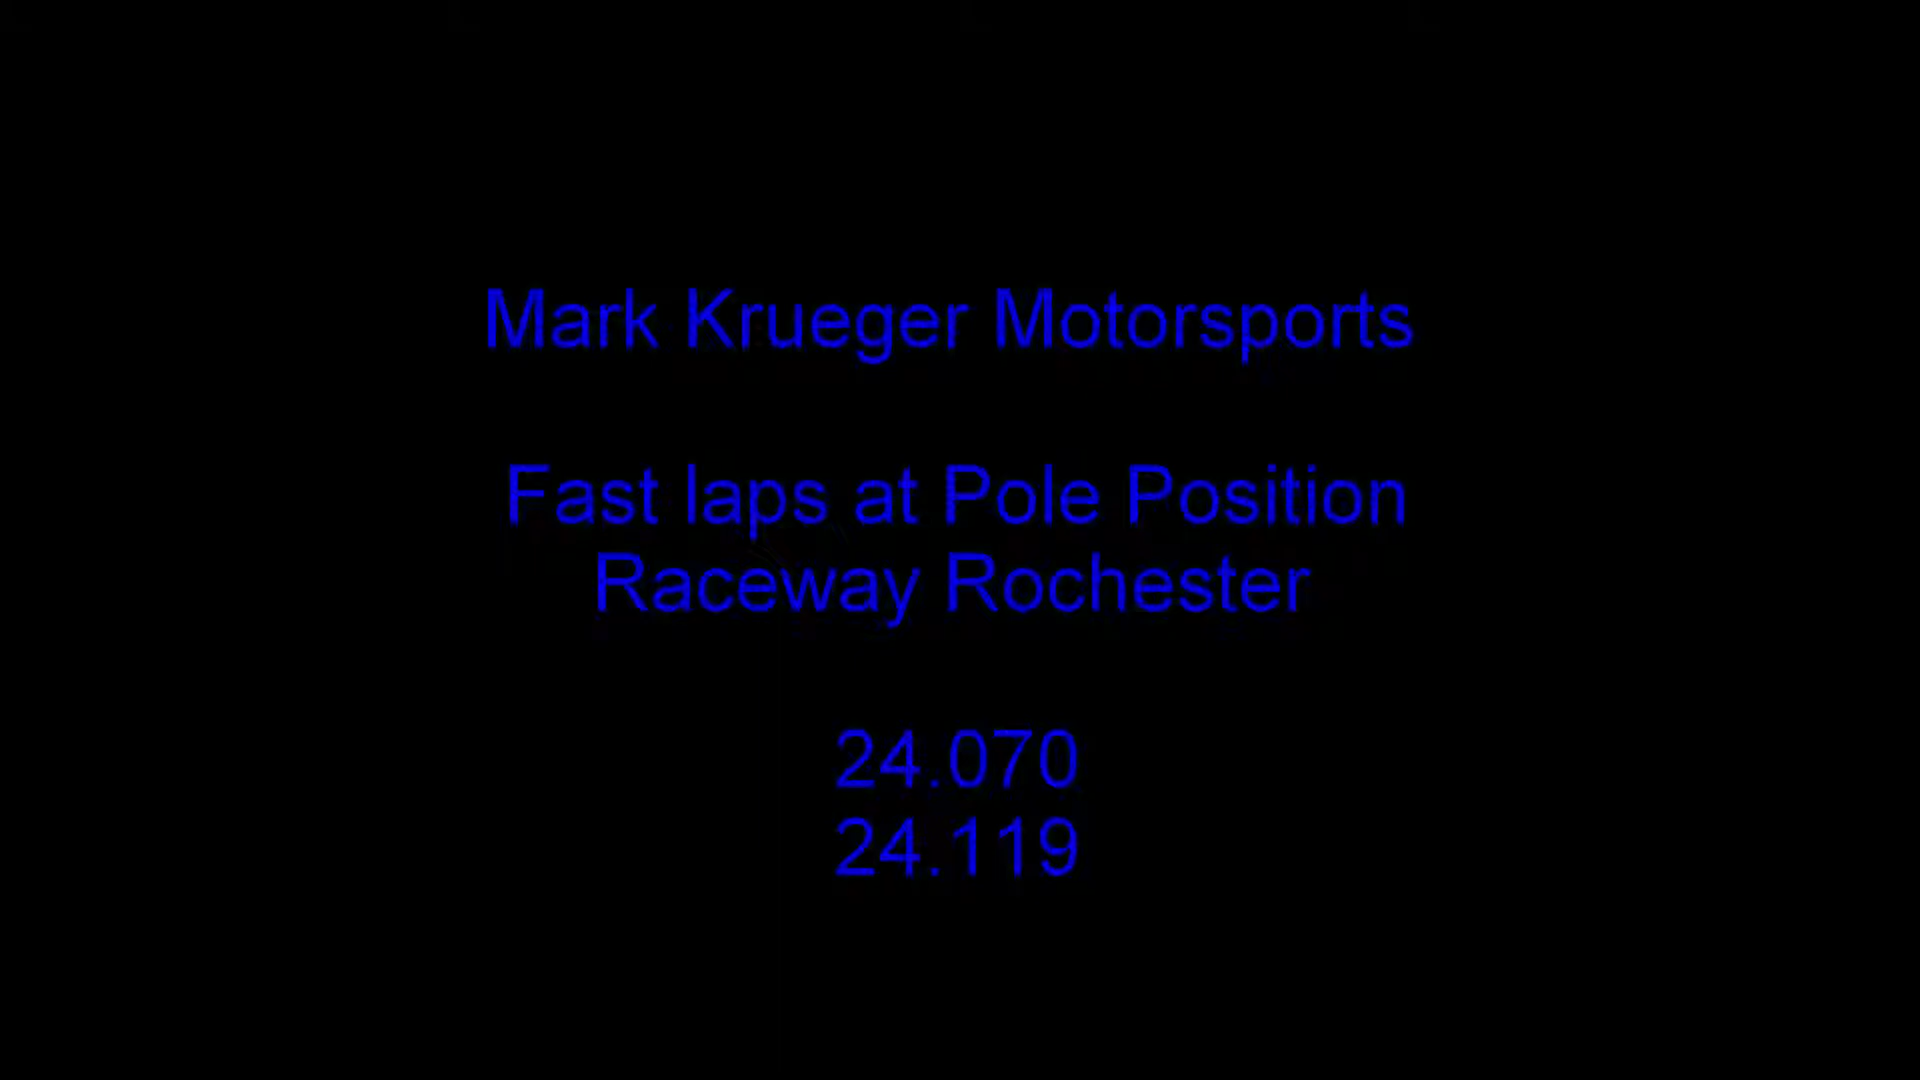 Mark Krueger Motorsports
Fast laps at Pole Position
Raceway Rochester
24.070
24.119